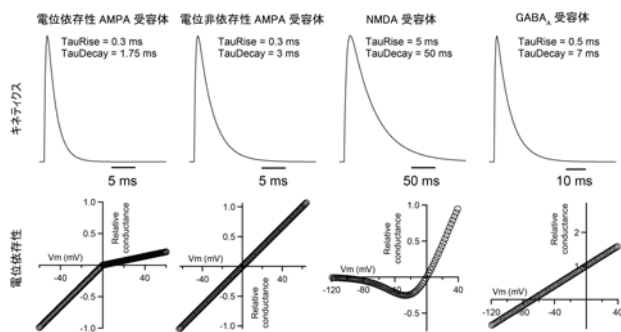 電位依存性 AMPA 受容体
TauRise = 0.3 ms
TauDecay = 1.75 ms
電位非依存性 AMPA 受容体
TauRise = 0.3 ms
TauDecay = 3 ms
NMDA 受容体
TauRise = 5 ms
TauDecay = 50 ms
GABAA 受容体
TauRise = 0.5 ms
TauDecay = 7 ms
キネティクス
5 ms
5 ms
50 ms
10 ms
電位依存性
1.0
0.5
Relative
conductance
Vm (mV)
-40
40
-0.5
-1.0
1.0
0.5
Vm (mV)
-40
40
-0.5
-1.0
Relative
conductance
1.0
0.5
Relative
conductance
Vm (mV)
-120
-80
-40
40
-0.5
2
1
Relative
conductance
Vm (mV)
-120
-80
-40
40